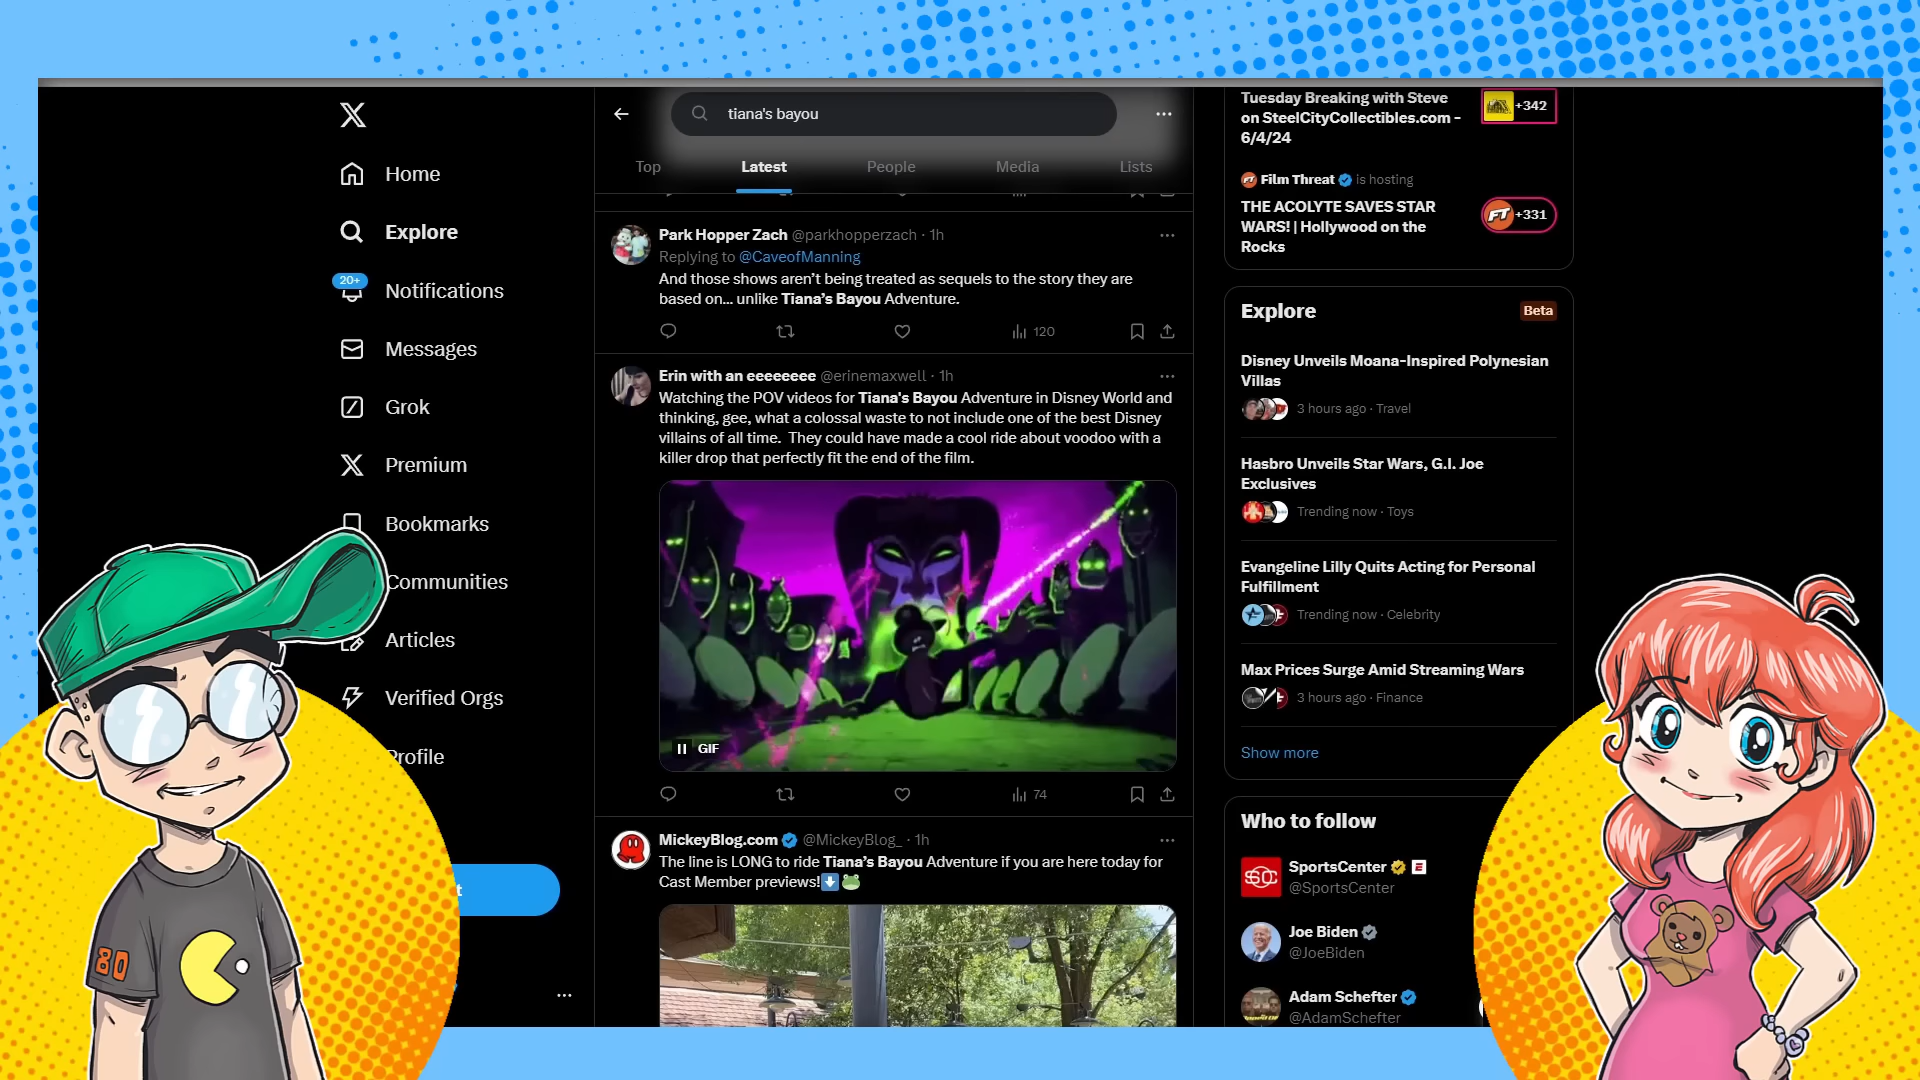 Home
Explore
20+
Notifications
Messages
Grok
Premium
Bookmarks
Communities
Articles
Verified Orgs
Profile
tiana's bayou
Top
Latest
People
Media
Lists
Park Hopper Zach @parkhopperzach · 1h
Replying to @CaveofManning
And those shows aren’t being treated as sequels to the story they are
based on... unlike Tiana’s Bayou Adventure.
120
Erin with an eeeeeeee @erinemaxwell · 1h
Watching the POV videos for Tiana's Bayou Adventure in Disney World and
thinking, gee, what a colossal waste to not include one of the best Disney
villains of all time.  They could have made a cool ride about voodoo with a
killer drop that perfectly fit the end of the film.
GIF
74
MickeyBlog.com @MickeyBlog_ · 1h
The line is LONG to ride Tiana’s Bayou Adventure if you are here today for
Cast Member previews!⬇️🐸
Tuesday Breaking with Steve
on SteelCityCollectibles.com -
6/4/24
+342
Film Threat is hosting
THE ACOLYTE SAVES STAR
WARS! | Hollywood on the
Rocks
FT
+331
Explore
Beta
Disney Unveils Moana-Inspired Polynesian
Villas
3 hours ago · Travel
Hasbro Unveils Star Wars, G.I. Joe
Exclusives
Trending now · Toys
Evangeline Lilly Quits Acting for Personal
Fulfillment
Trending now · Celebrity
Max Prices Surge Amid Streaming Wars
3 hours ago · Finance
Show more
Who to follow
SportsCenter
@SportsCenter
Joe Biden
@JoeBiden
Adam Schefter
@AdamSchefter
80